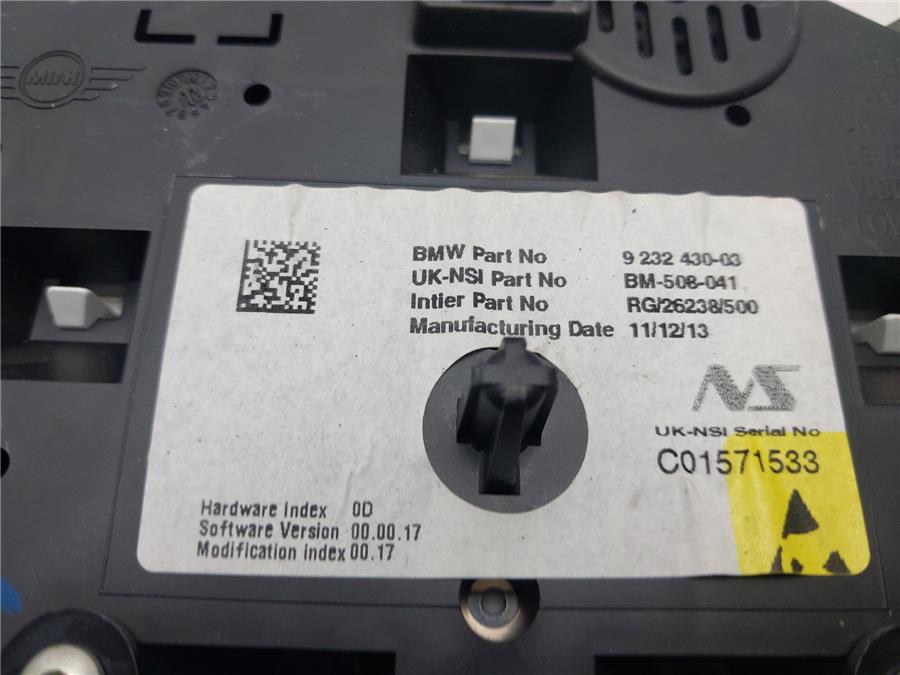 MINI
BMW Part No 9 232 430-03
UK-NSI Part No BM-508-041
Intier Part No RG/26238/500
Manufacturing Date 11/12/13
NS
UK-NSI Serial No
C01571533
Hardware Index 0D
Software Version 00.00.17
Modification index 00.17